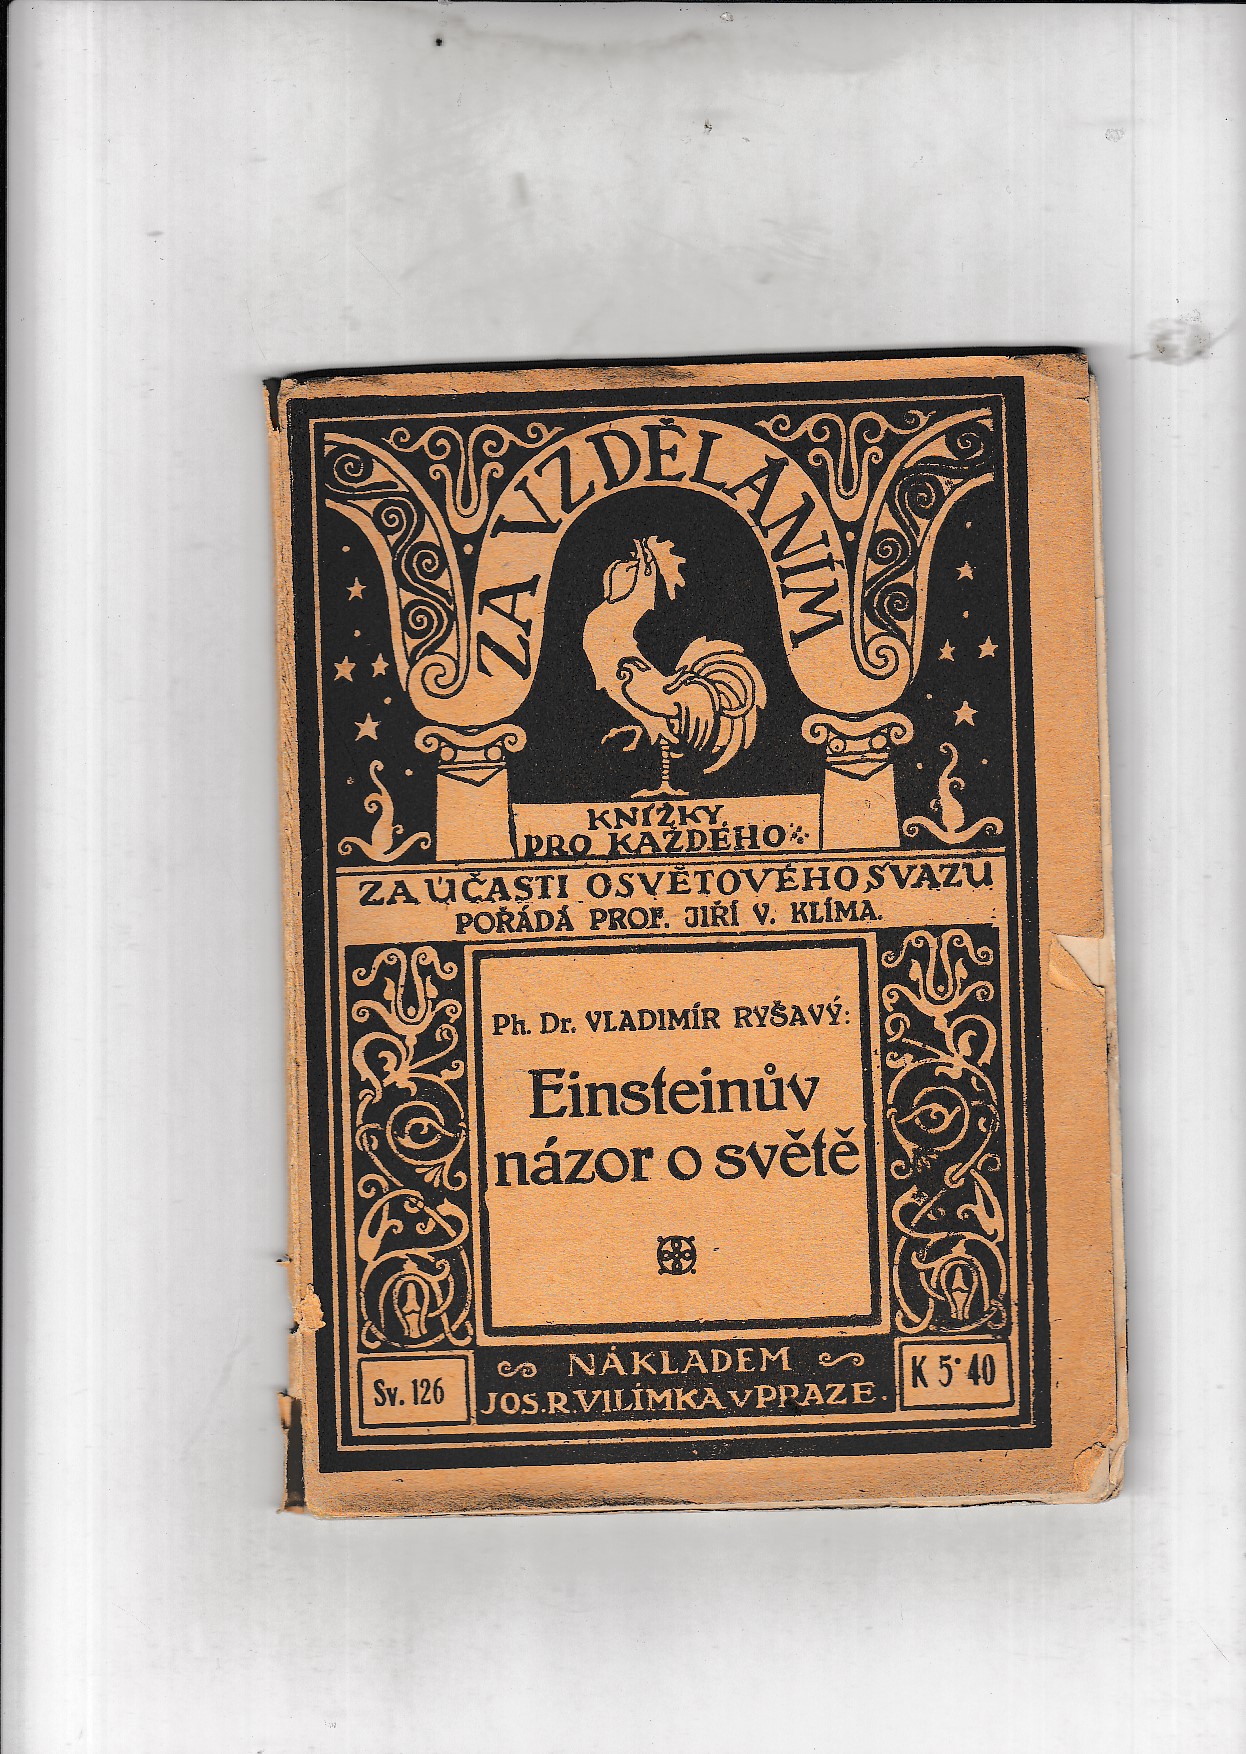 ZA VZDĚLANÍM
KNÍŽKY
PRO KAŽDÉHO
ZA ÚČASTI OSVĚTOVÉHO SVAZU
POŘÁDÁ PROF. JIŘÍ V. KLÍMA.
Ph. Dr. VLADIMÍR RYŠAVÝ:
Einsteinův
názor o světě
NÁKLADEM
JOS. R. VILÍMKA V PRAZE.
Sv. 126
K 5·40